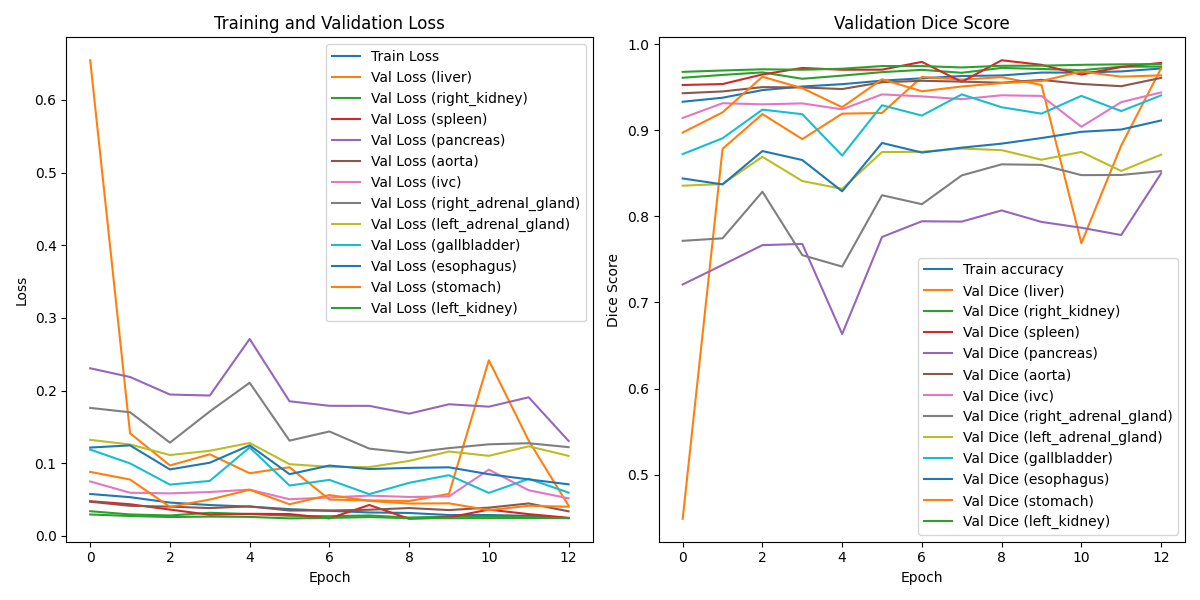 Training and Validation Loss
Loss
0.6
0.5
0.4
0.3
0.2
0.1
0.0
Train Loss
Val Loss (liver)
Val Loss (right_kidney)
Val Loss (spleen)
Val Loss (pancreas)
Val Loss (aorta)
Val Loss (ivc)
Val Loss (right_adrenal_gland)
Val Loss (left_adrenal_gland)
Val Loss (gallbladder)
Val Loss (esophagus)
Val Loss (stomach)
Val Loss (left_kidney)
0 2 4 6 8 10 12
Epoch
Validation Dice Score
Dice Score
1.0
0.9
0.8
0.7
0.6
0.5
Train accuracy
Val Dice (liver)
Val Dice (right_kidney)
Val Dice (spleen)
Val Dice (pancreas)
Val Dice (aorta)
Val Dice (ivc)
Val Dice (right_adrenal_gland)
Val Dice (left_adrenal_gland)
Val Dice (gallbladder)
Val Dice (esophagus)
Val Dice (stomach)
Val Dice (left_kidney)
0 2 4 6 8 10 12
Epoch